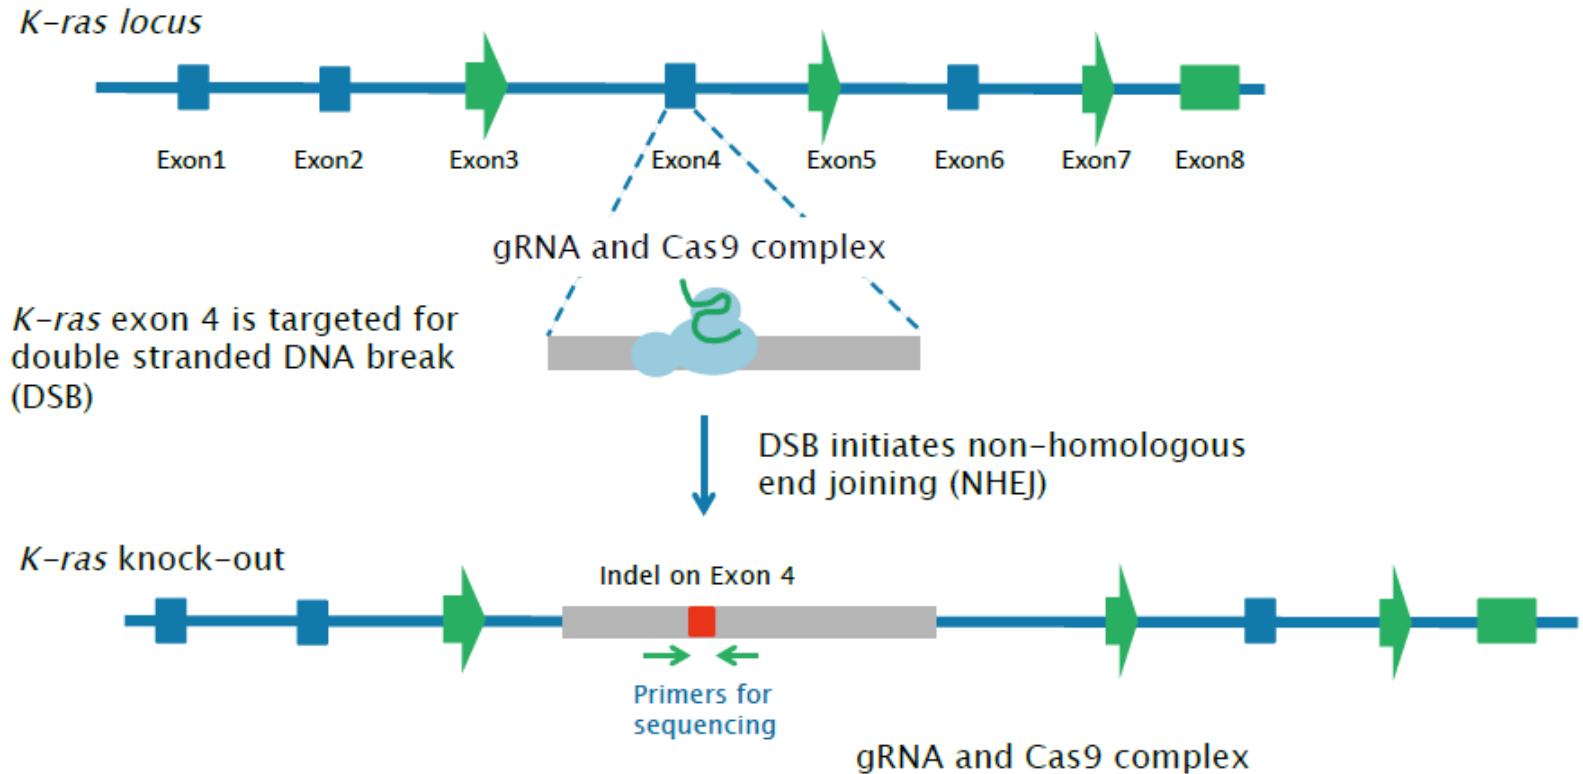 K-ras locus
Exon1 Exon2 Exon3 Exon4 Exon5 Exon6 Exon7 Exon8
gRNA and Cas9 complex
K-ras exon 4 is targeted for
double stranded DNA break
(DSB)
DSB initiates non-homologous
end joining (NHEJ)
K-ras knock-out
Indel on Exon 4
Primers for
sequencing
gRNA and Cas9 complex